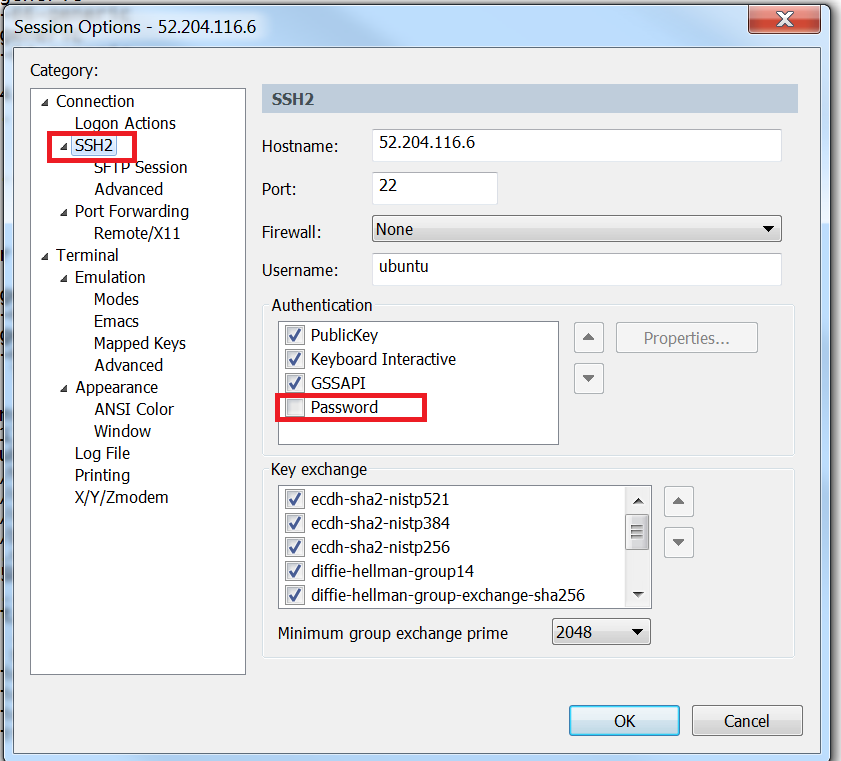 Session Options - 52.204.116.6
Category:
Connection
Logon Actions
SSH2
SFTP Session
Advanced
Port Forwarding
Remote/X11
Terminal
Emulation
Modes
Emacs
Mapped Keys
Advanced
Appearance
ANSI Color
Window
Log File
Printing
X/Y/Zmodem
SSH2
Hostname: 52.204.116.6
Port: 22
Firewall: None
Username: ubuntu
Authentication
PublicKey
Keyboard Interactive
GSSAPI
Password
Properties...
Key exchange
ecdh-sha2-nistp521
ecdh-sha2-nistp384
ecdh-sha2-nistp256
diffie-hellman-group14
diffie-hellman-group-exchange-sha256
Minimum group exchange prime 2048
OK Cancel